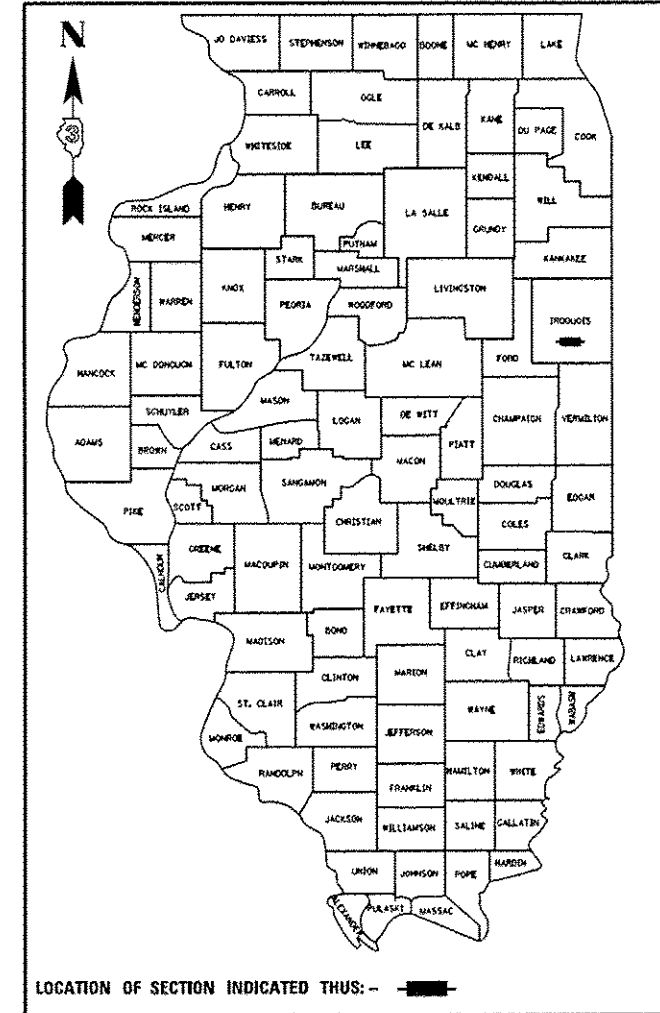 N
JO DAVIESS STEPHENSON WINNEBAGO BOONE MC HENRY LAKE
CARROLL OGLE DE KALB KANE DU PAGE COOK
WHITESIDE LEE KENDALL WILL
ROCK ISLAND HENRY BUREAU LA SALLE GRUNDY
MERCER PUTNAM KANKAKEE
STARK MARSHALL
HENDERSON WARREN KNOX PEORIA WOODFORD LIVINGSTON IROQUOIS
HANCOCK MC DONOUGH FULTON TAZEWELL MC LEAN FORD
SCHUYLER MASON LOGAN DE WITT CHAMPAIGN VERMILION
ADAMS BROWN CASS MENARD MACON PIATT
PIKE SCOTT MORGAN SANGAMON MOULTRIE DOUGLAS EDGAR
CHRISTIAN COLES
CALHOUN GREENE MACOUPIN MONTGOMERY SHELBY CUMBERLAND CLARK
JERSEY FAYETTE EFFINGHAM JASPER CRAWFORD
MADISON BOND CLAY RICHLAND LAWRENCE
CLINTON MARION
ST. CLAIR WAYNE EDWARDS WABASH
MONROE WASHINGTON JEFFERSON
RANDOLPH PERRY HAMILTON WHITE
FRANKLIN
JACKSON WILLIAMSON SALINE GALLATIN
UNION JOHNSON POPE HARDIN
ALEXANDER PULASKI MASSAC
LOCATION OF SECTION INDICATED THUS: -